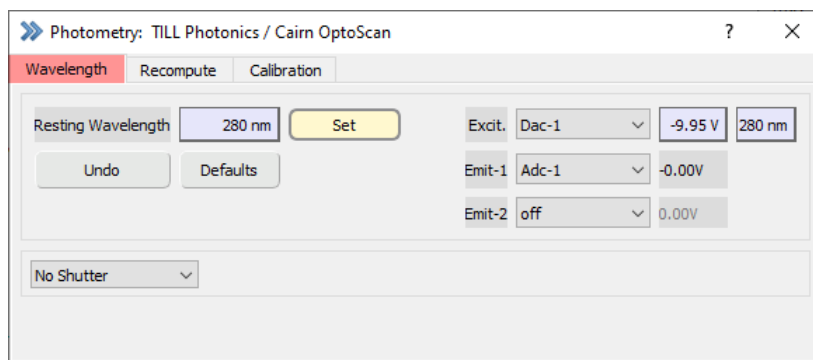 Photometry: TILL Photonics / Cairn OptoScan ?
Wavelength Recompute Calibration
Resting Wavelength 280 nm Set Excit. Dac-1 -9.95 V 280 nm
Undo Defaults Emit-1 Adc-1 -0.00V
Emit-2 off 0.00V
No Shutter